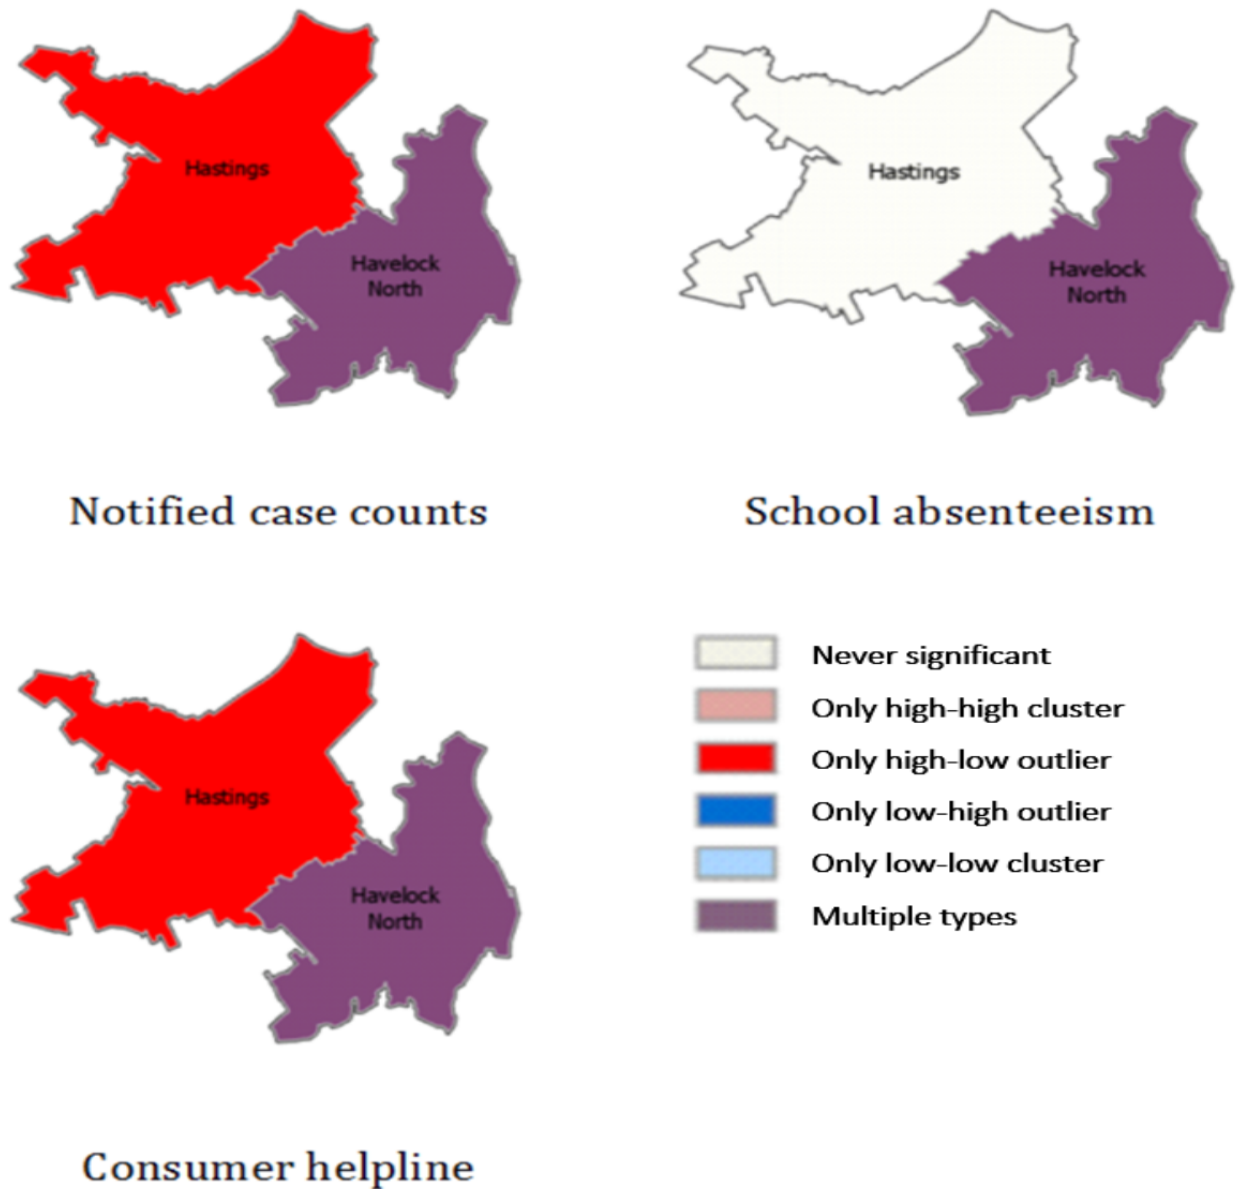 Hastings
Havelock
North
Notified case counts
Hastings
Havelock
North
School absenteeism
Hastings
Havelock
North
Consumer helpline
Never significant
Only high-high cluster
Only high-low outlier
Only low-high outlier
Only low-low cluster
Multiple types